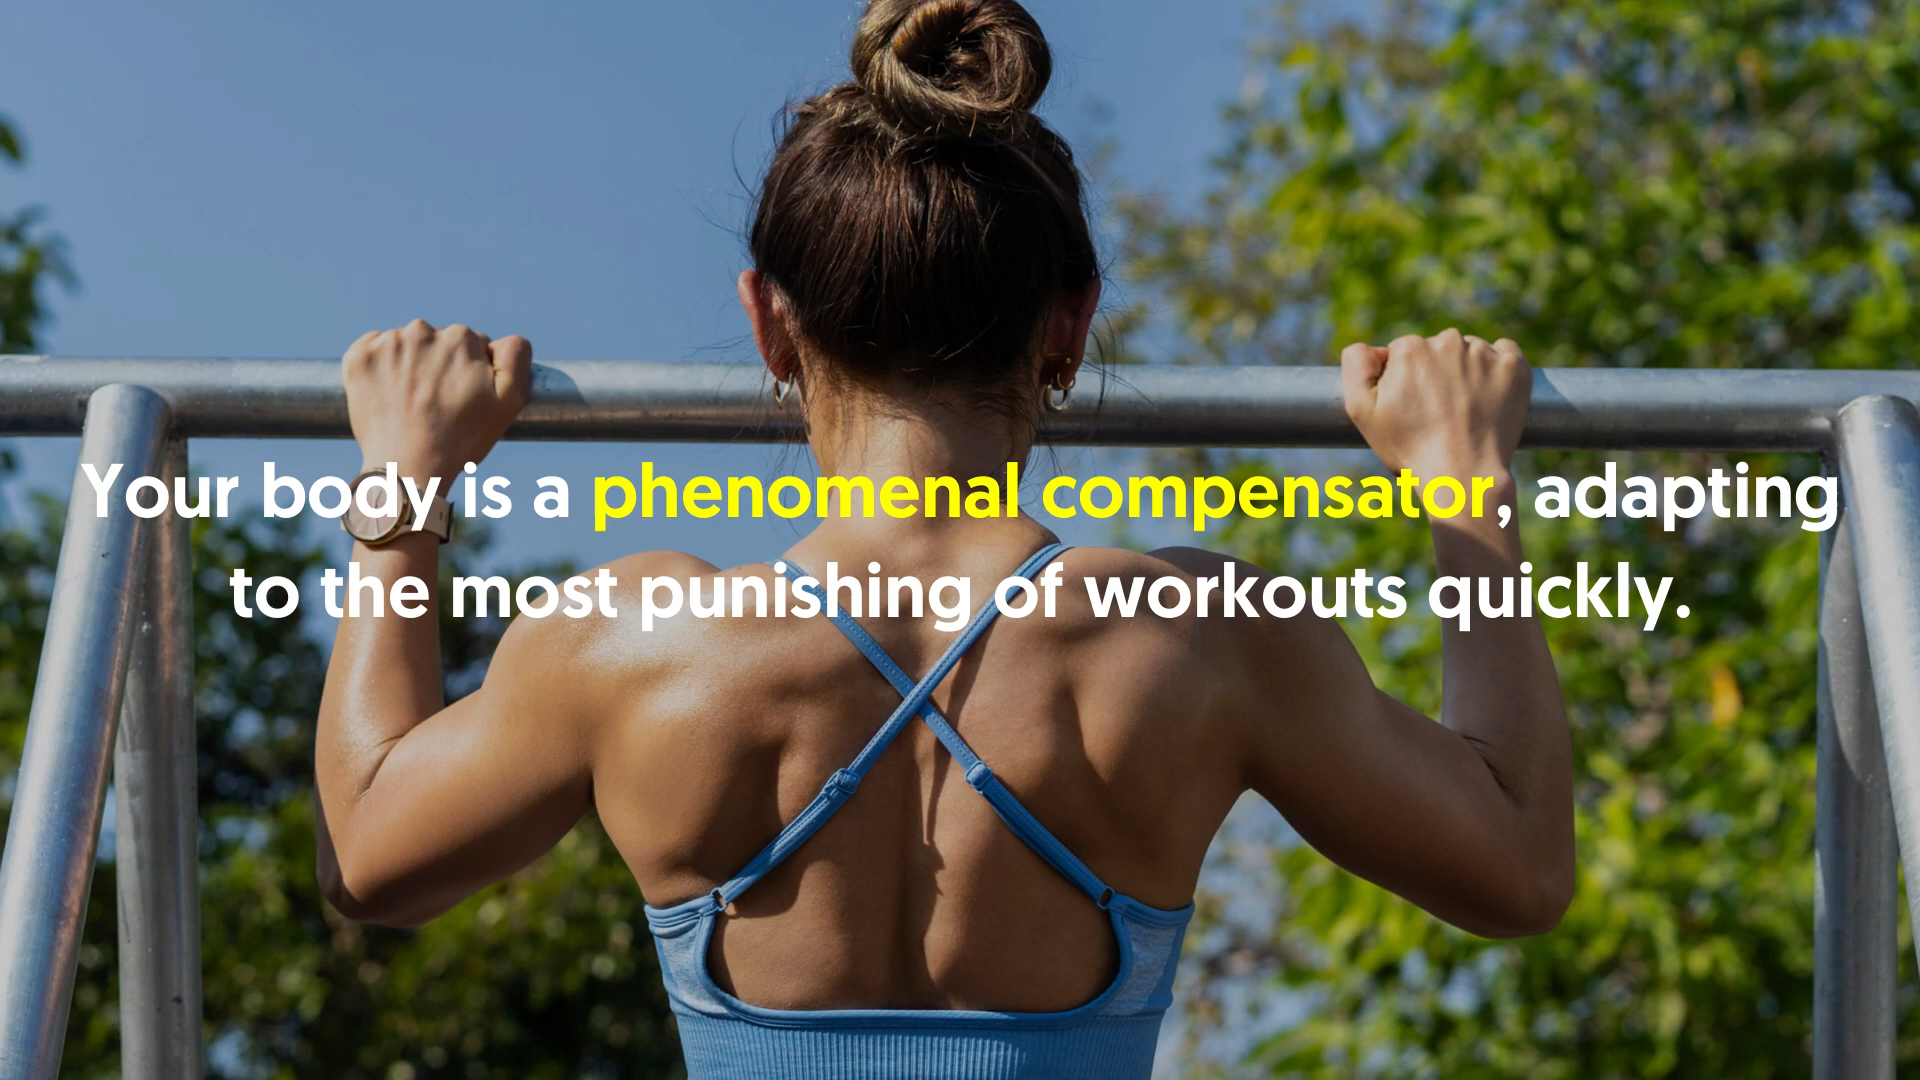 Your body is a phenomenal compensator, adapting
to the most punishing of workouts quickly.